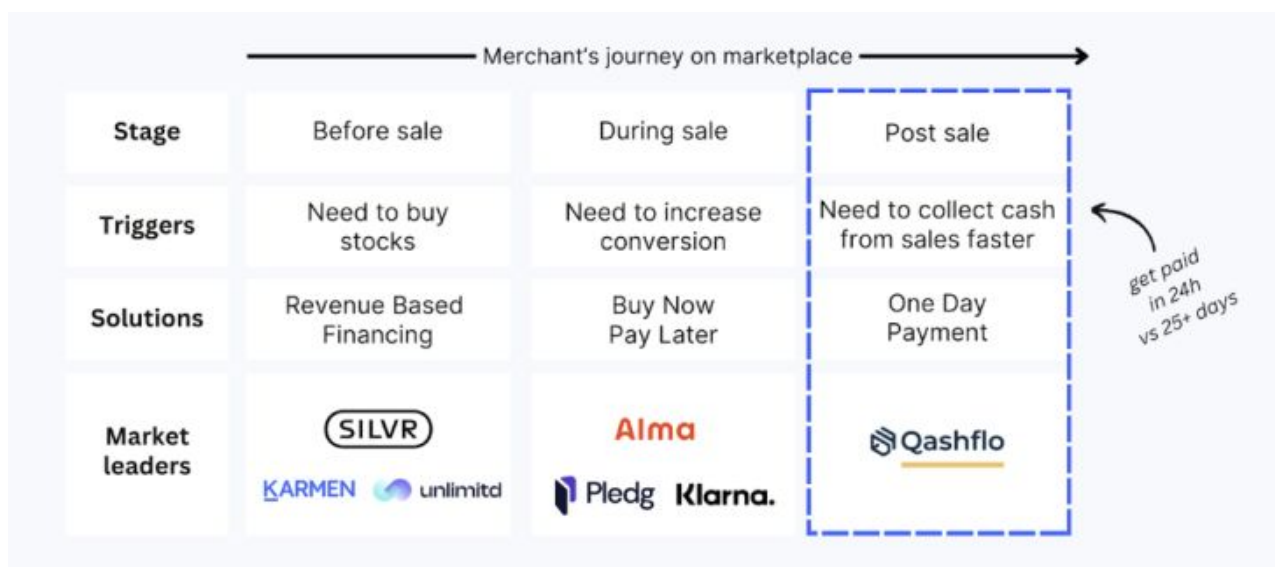 Merchant's journey on marketplace
Stage
Before sale
During sale
Post sale
Triggers
Need to buy
stocks
Need to increase
conversion
Need to collect cash
from sales faster
get paid
in 24h
vs 25+ days
Solutions
Revenue Based
Financing
Buy Now
Pay Later
One Day
Payment
Market
leaders
SILVR
KARMEN
unlimitd
Alma
Pledg
Klarna.
Qashflo